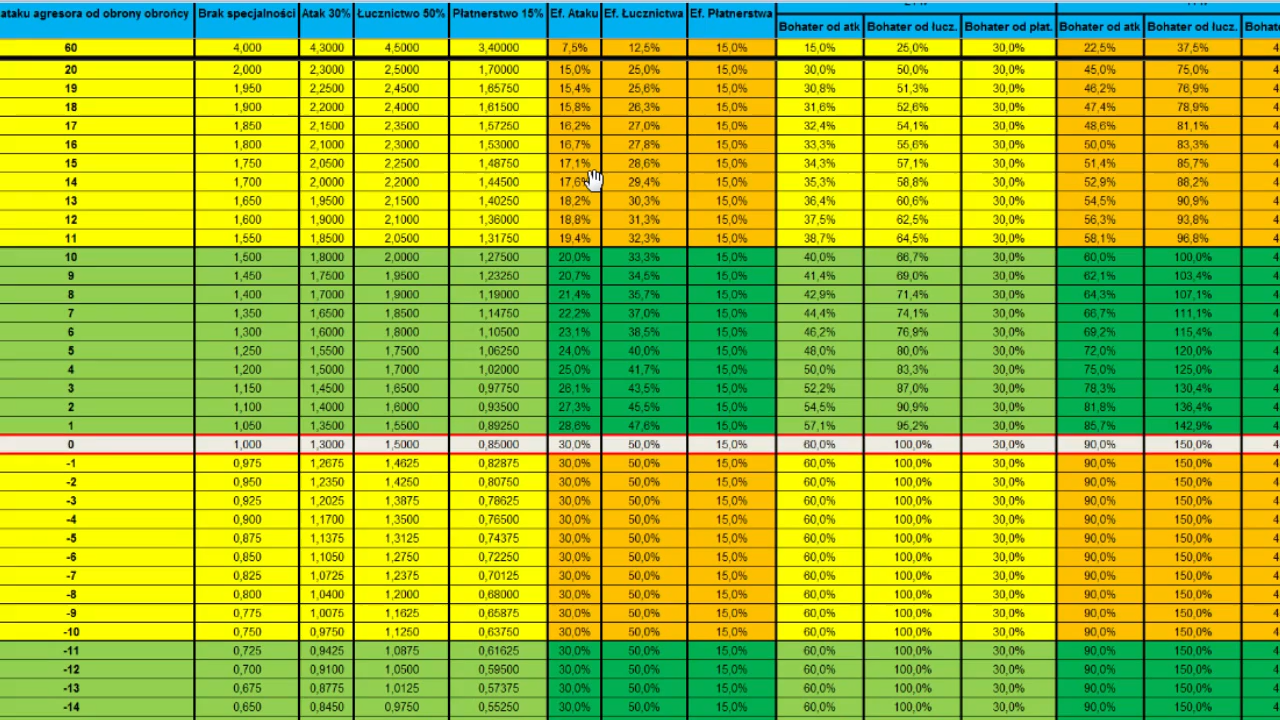 ataku agresora od obrony obrońcy Brak specjalności Atak 30% Łucznictwo 50% Płatnerstwo 15% Ef. Ataku Ef. Łucznictwa Ef. Płatnerstwa
Bohater od atk Bohater od łucz. Bohater od płat. Bohater od atk Bohater od łucz. Bohate
60 4,000 4,3000 4,5000 3,40000 7,5% 12,5% 15,0% 15,0% 25,0% 30,0% 22,5% 37,5% 4
20 2,000 2,3000 2,5000 1,70000 15,0% 25,0% 15,0% 30,0% 50,0% 30,0% 45,0% 75,0% 4
19 1,950 2,2500 2,4500 1,65750 15,4% 25,6% 15,0% 30,8% 51,3% 30,0% 46,2% 76,9% 4
18 1,900 2,2000 2,4000 1,61500 15,8% 26,3% 15,0% 31,6% 52,6% 30,0% 47,4% 78,9% 4
17 1,850 2,1500 2,3500 1,57250 16,2% 27,0% 15,0% 32,4% 54,1% 30,0% 48,6% 81,1% 4
16 1,800 2,1000 2,3000 1,53000 16,7% 27,8% 15,0% 33,3% 55,6% 30,0% 50,0% 83,3% 4
15 1,750 2,0500 2,2500 1,48750 17,1% 28,6% 15,0% 34,3% 57,1% 30,0% 51,4% 85,7% 4
14 1,700 2,0000 2,2000 1,44500 17,6% 29,4% 15,0% 35,3% 58,8% 30,0% 52,9% 88,2% 4
13 1,650 1,9500 2,1500 1,40250 18,2% 30,3% 15,0% 36,4% 60,6% 30,0% 54,5% 90,9% 4
12 1,600 1,9000 2,1000 1,36000 18,8% 31,3% 15,0% 37,5% 62,5% 30,0% 56,3% 93,8% 4
11 1,550 1,8500 2,0500 1,31750 19,4% 32,3% 15,0% 38,7% 64,5% 30,0% 58,1% 96,8% 4
10 1,500 1,8000 2,0000 1,27500 20,0% 33,3% 15,0% 40,0% 66,7% 30,0% 60,0% 100,0% 4
9 1,450 1,7500 1,9500 1,23250 20,7% 34,5% 15,0% 41,4% 69,0% 30,0% 62,1% 103,4% 4
8 1,400 1,7000 1,9000 1,19000 21,4% 35,7% 15,0% 42,9% 71,4% 30,0% 64,3% 107,1% 4
7 1,350 1,6500 1,8500 1,14750 22,2% 37,0% 15,0% 44,4% 74,1% 30,0% 66,7% 111,1% 4
6 1,300 1,6000 1,8000 1,10500 23,1% 38,5% 15,0% 46,2% 76,9% 30,0% 69,2% 115,4% 4
5 1,250 1,5500 1,7500 1,06250 24,0% 40,0% 15,0% 48,0% 80,0% 30,0% 72,0% 120,0% 4
4 1,200 1,5000 1,7000 1,02000 25,0% 41,7% 15,0% 50,0% 83,3% 30,0% 75,0% 125,0% 4
3 1,150 1,4500 1,6500 0,97750 26,1% 43,5% 15,0% 52,2% 87,0% 30,0% 78,3% 130,4% 4
2 1,100 1,4000 1,6000 0,93500 27,3% 45,5% 15,0% 54,5% 90,9% 30,0% 81,8% 136,4% 4
1 1,050 1,3500 1,5500 0,89250 28,6% 47,6% 15,0% 57,1% 95,2% 30,0% 85,7% 142,9% 4
0 1,000 1,3000 1,5000 0,85000 30,0% 50,0% 15,0% 60,0% 100,0% 30,0% 90,0% 150,0% 4
-1 0,975 1,2675 1,4625 0,82875 30,0% 50,0% 15,0% 60,0% 100,0% 30,0% 90,0% 150,0% 4
-2 0,950 1,2350 1,4250 0,80750 30,0% 50,0% 15,0% 60,0% 100,0% 30,0% 90,0% 150,0% 4
-3 0,925 1,2025 1,3875 0,78625 30,0% 50,0% 15,0% 60,0% 100,0% 30,0% 90,0% 150,0% 4
-4 0,900 1,1700 1,3500 0,76500 30,0% 50,0% 15,0% 60,0% 100,0% 30,0% 90,0% 150,0% 4
-5 0,875 1,1375 1,3125 0,74375 30,0% 50,0% 15,0% 60,0% 100,0% 30,0% 90,0% 150,0% 4
-6 0,850 1,1050 1,2750 0,72250 30,0% 50,0% 15,0% 60,0% 100,0% 30,0% 90,0% 150,0% 4
-7 0,825 1,0725 1,2375 0,70125 30,0% 50,0% 15,0% 60,0% 100,0% 30,0% 90,0% 150,0% 4
-8 0,800 1,0400 1,2000 0,68000 30,0% 50,0% 15,0% 60,0% 100,0% 30,0% 90,0% 150,0% 4
-9 0,775 1,0075 1,1625 0,65875 30,0% 50,0% 15,0% 60,0% 100,0% 30,0% 90,0% 150,0% 4
-10 0,750 0,9750 1,1250 0,63750 30,0% 50,0% 15,0% 60,0% 100,0% 30,0% 90,0% 150,0% 4
-11 0,725 0,9425 1,0875 0,61625 30,0% 50,0% 15,0% 60,0% 100,0% 30,0% 90,0% 150,0% 4
-12 0,700 0,9100 1,0500 0,59500 30,0% 50,0% 15,0% 60,0% 100,0% 30,0% 90,0% 150,0% 4
-13 0,675 0,8775 1,0125 0,57375 30,0% 50,0% 15,0% 60,0% 100,0% 30,0% 90,0% 150,0% 4
-14 0,650 0,8450 0,9750 0,55250 30,0% 50,0% 15,0% 60,0% 100,0% 30,0% 90,0% 150,0% 4